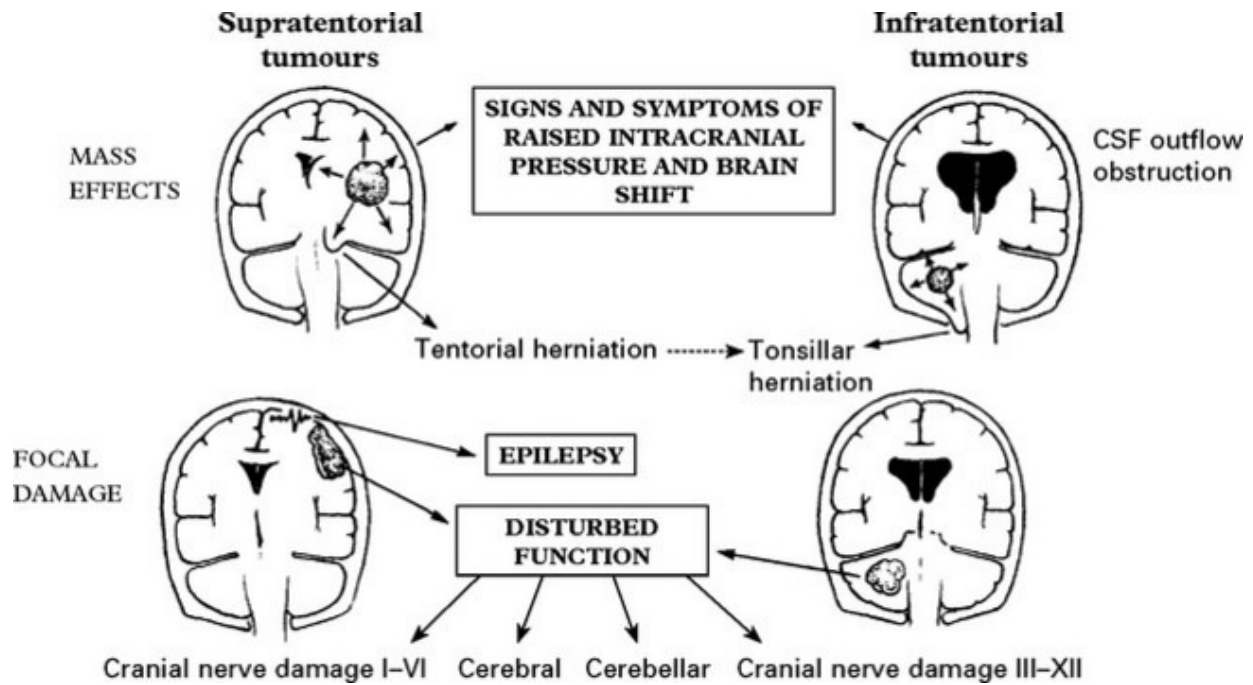 Supratentorial
tumours
Infratentorial
tumours
MASS
EFFECTS
SIGNS AND SYMPTOMS OF
RAISED INTRACRANIAL
PRESSURE AND BRAIN
SHIFT
CSF outflow
obstruction
Tentorial herniation
Tonsillar
herniation
FOCAL
DAMAGE
EPILEPSY
DISTURBED
FUNCTION
Cranial nerve damage I–VI
Cerebral
Cerebellar
Cranial nerve damage III–XII